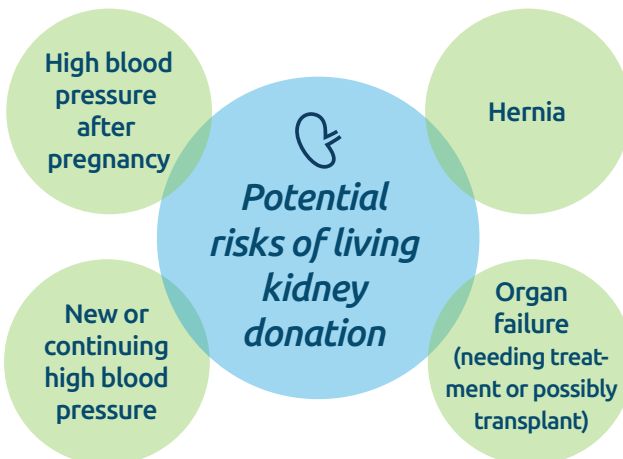 High blood
pressure
after
pregnancy
Hernia
Potential
risks of living
kidney
donation
New or
continuing
high blood
pressure
Organ
failure
(needing treat-
ment or possibly
transplant)